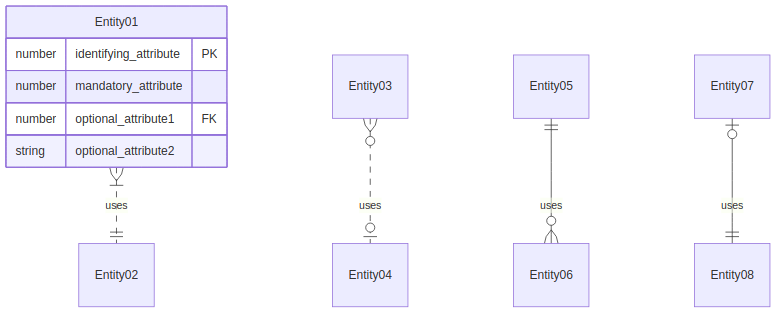 Entity01
number identifying_attribute PK
number mandatory_attribute
number optional_attribute1 FK
string optional_attribute2
Entity03
Entity05
Entity07
uses
uses
uses
uses
Entity02
Entity04
Entity06
Entity08